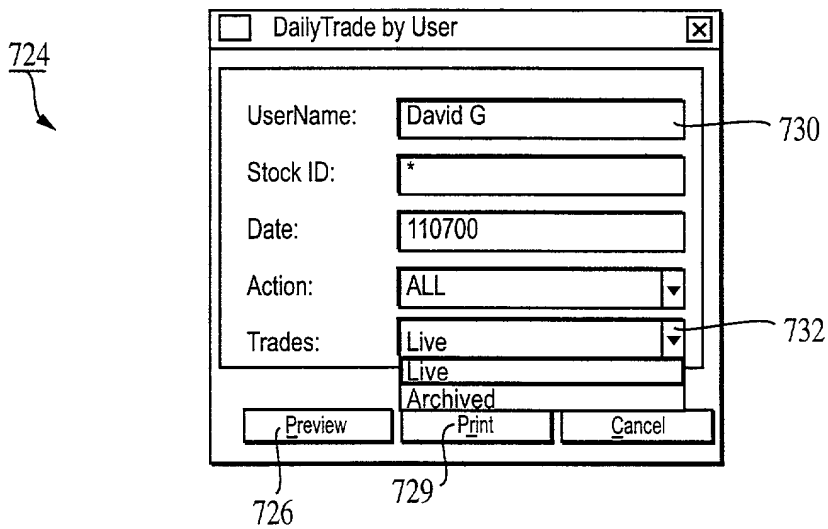 DailyTrade by User
724
UserName: David G
730
Stock ID: *
Date: 110700
Action: ALL
Trades: Live
732
Live
Archived
Preview Print Cancel
726
729